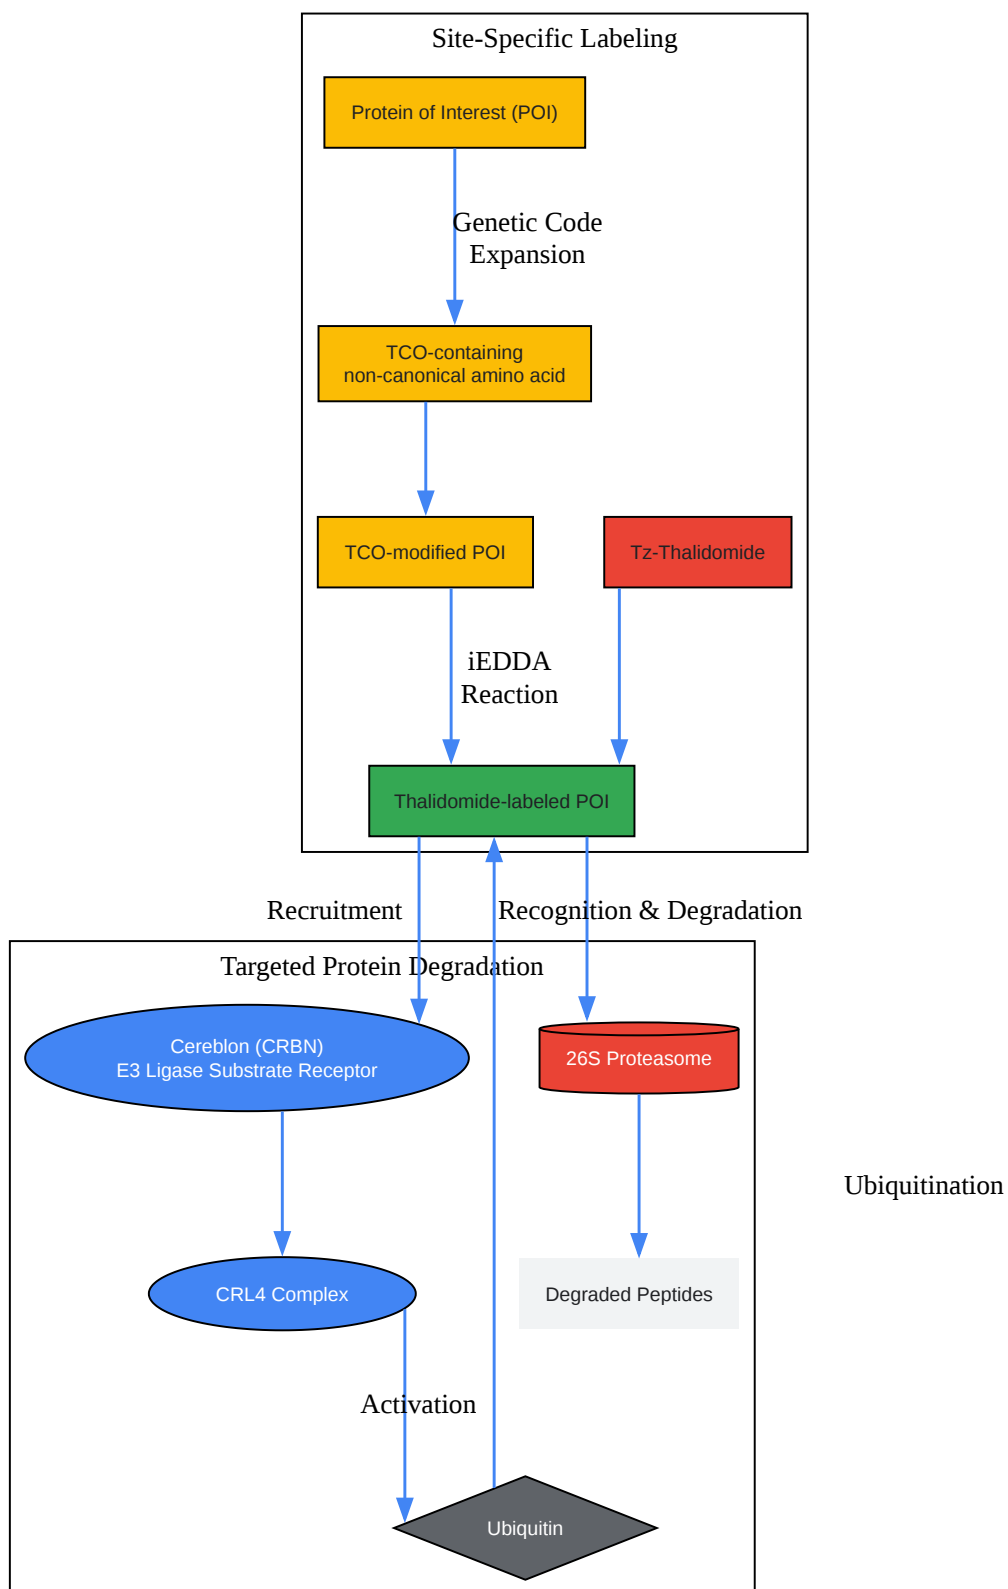 Site-Specific Labeling
Protein of Interest (POI)
Genetic Code
Expansion
TCO-containing
non-canonical amino acid
TCO-modified POI
Tz-Thalidomide
iEDDA
Reaction
Thalidomide-labeled POI
Recruitment
Recognition & Degradation
Targeted Protein Degradation
Cereblon (CRBN)
E3 Ligase Substrate Receptor
26S Proteasome
Ubiquitination
CRL4 Complex
Degraded Peptides
Activation
Ubiquitin